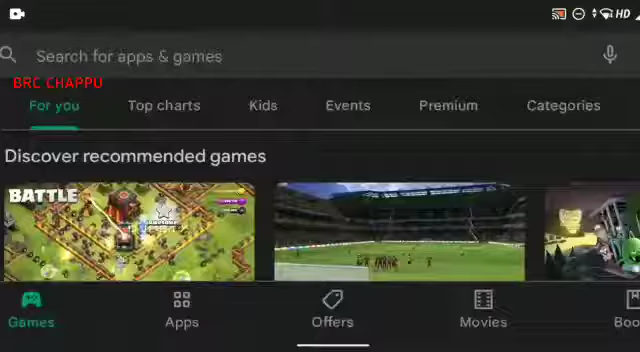 HD
Search for apps & games
BRC CHAPPU
For you Top charts Kids Events Premium Categories
Discover recommended games
BATTLE
Games Apps Offers Movies Boo